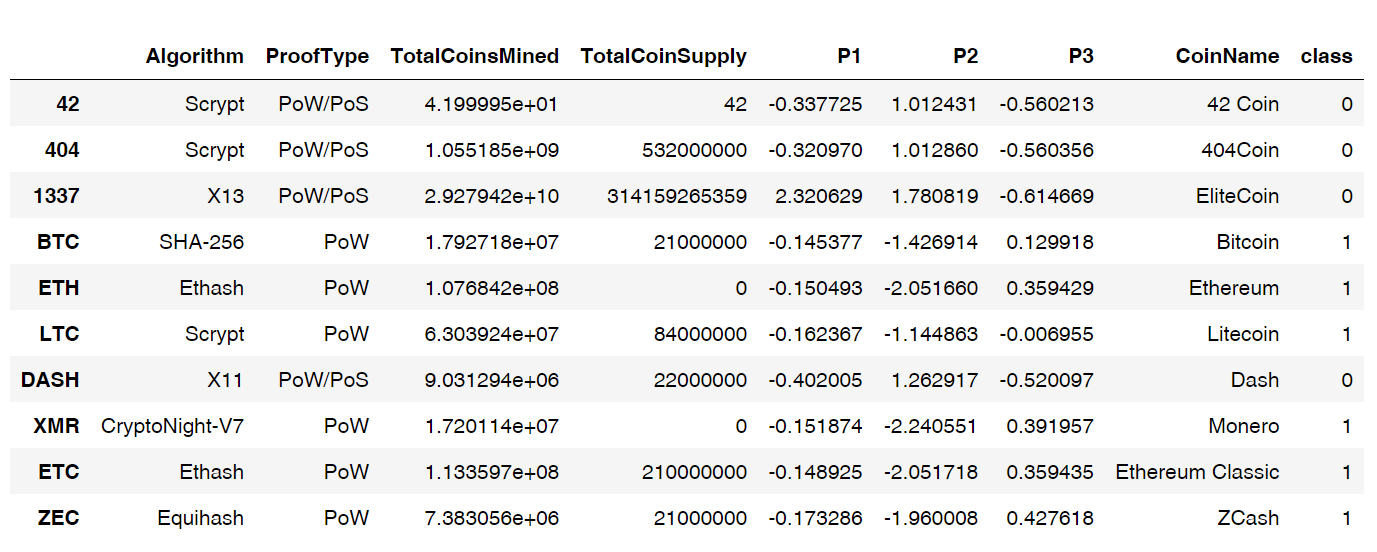 Algorithm ProofType TotalCoinsMined TotalCoinSupply P1 P2 P3 CoinName class
42 Scrypt PoW/PoS 4.199995e+01 42 -0.337725 1.012431 -0.560213 42 Coin 0
404 Scrypt PoW/PoS 1.055185e+09 532000000 -0.320970 1.012860 -0.560356 404Coin 0
1337 X13 PoW/PoS 2.927942e+10 314159265359 2.320629 1.780819 -0.614669 EliteCoin 0
BTC SHA-256 PoW 1.792718e+07 21000000 -0.145377 -1.426914 0.129918 Bitcoin 1
ETH Ethash PoW 1.076842e+08 0 -0.150493 -2.051660 0.359429 Ethereum 1
LTC Scrypt PoW 6.303924e+07 84000000 -0.162367 -1.144863 -0.006955 Litecoin 1
DASH X11 PoW/PoS 9.031294e+06 22000000 -0.402005 1.262917 -0.520097 Dash 0
XMR CryptoNight-V7 PoW 1.720114e+07 0 -0.151874 -2.240551 0.391957 Monero 1
ETC Ethash PoW 1.133597e+08 210000000 -0.148925 -2.051718 0.359435 Ethereum Classic 1
ZEC Equihash PoW 7.383056e+06 21000000 -0.173286 -1.960008 0.427618 ZCash 1